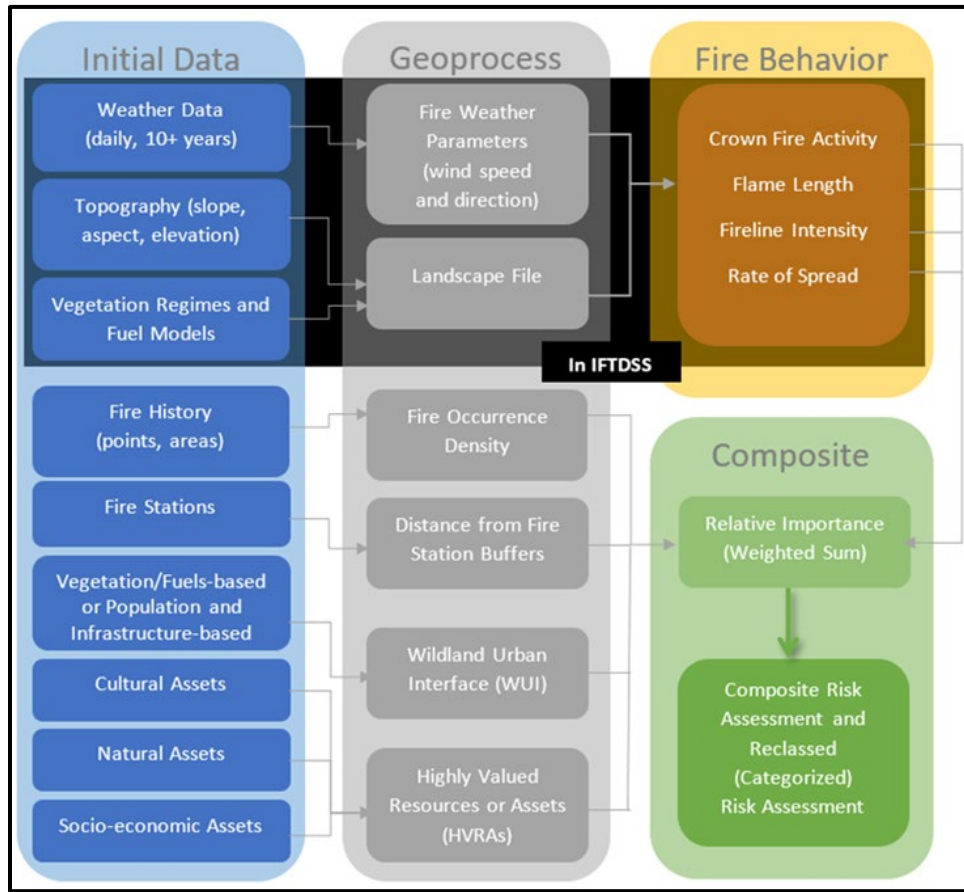 Initial Data
Weather Data
(daily, 10+ years)
Topography (slope,
aspect, elevation)
Vegetation Regimes and
Fuel Models
Fire History
(points, areas)
Fire Stations
Vegetation/Fuels-based
or Population and
Infrastructure-based
Cultural Assets
Natural Assets
Socio-economic Assets
Geoprocess
Fire Weather
Parameters
(wind speed
and direction)
Landscape File
In IFTDSS
Fire Occurrence
Density
Distance from Fire
Station Buffers
Wildland Urban
Interface (WUI)
Highly Valued
Resources or Assets
(HVRAs)
Fire Behavior
Crown Fire Activity
Flame Length
Fireline Intensity
Rate of Spread
Composite
Relative Importance
(Weighted Sum)
Composite Risk
Assessment and
Reclassed
(Categorized)
Risk Assessment